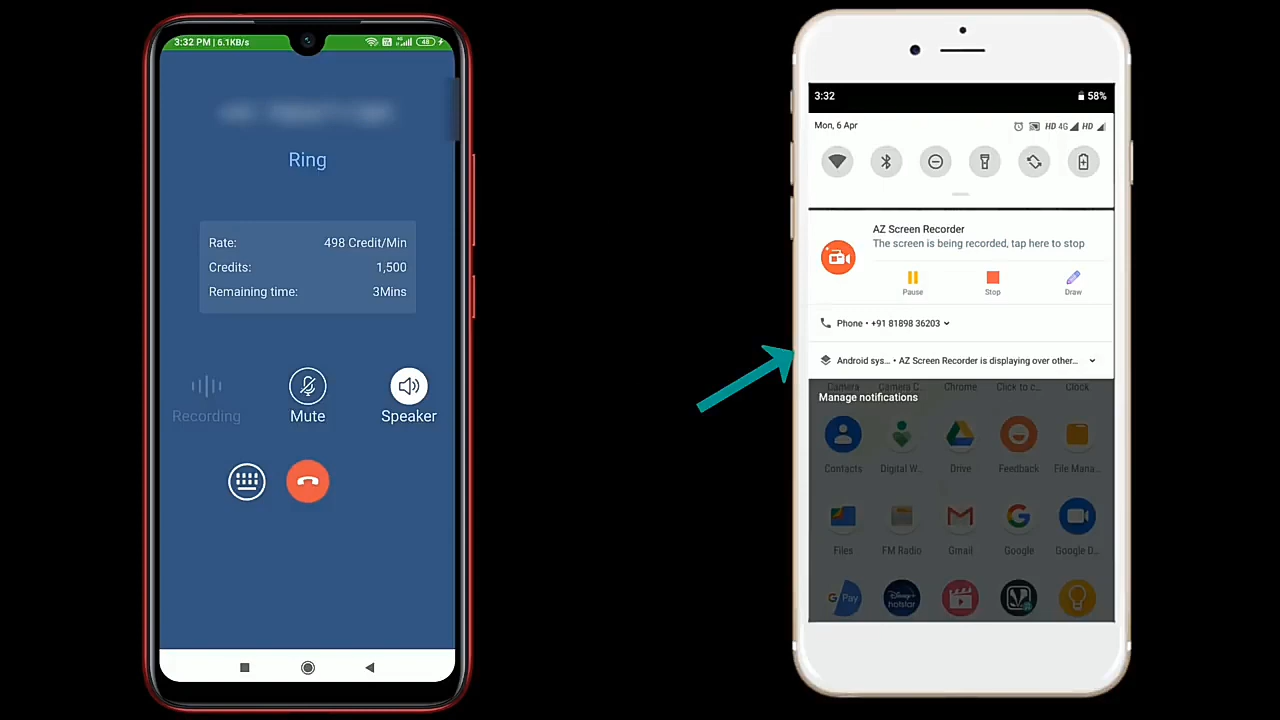 3:32 PM | 6.1KB/s
48
Ring
Rate: 498 Credit/Min
Credits: 1,500
Remaining time: 3Mins
Recording Mute Speaker
3:32 58%
Mon, 6 Apr HD 4G HD
AZ Screen Recorder
The screen is being recorded, tap here to stop
Pause Stop Draw
Phone • +91 81898 36203
Android sys... • AZ Screen Recorder is displaying over other...
Camera Camera C... Chrome Click to c... Clock
Manage notifications
Contacts Digital W... Drive Feedback File Mana...
Files FM Radio Gmail Google Google D...
G Pay Disney+ hotstar